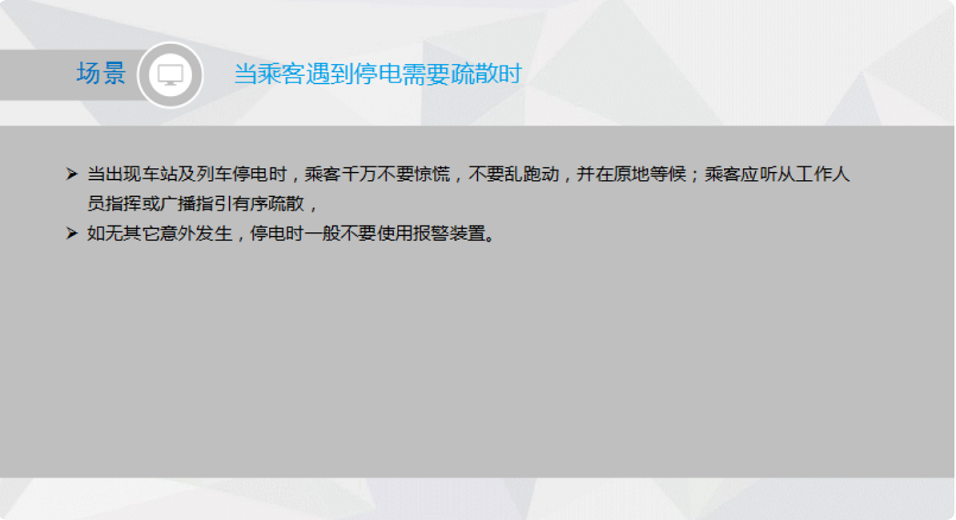 场景 当乘客遇到停电需要疏散时
➢ 当出现车站及列车停电时，乘客千万不要惊慌，不要乱跑动，并在原地等候；乘客应听从工作人
员指挥或广播指引有序疏散，
➢ 如无其它意外发生，停电时一般不要使用报警装置。